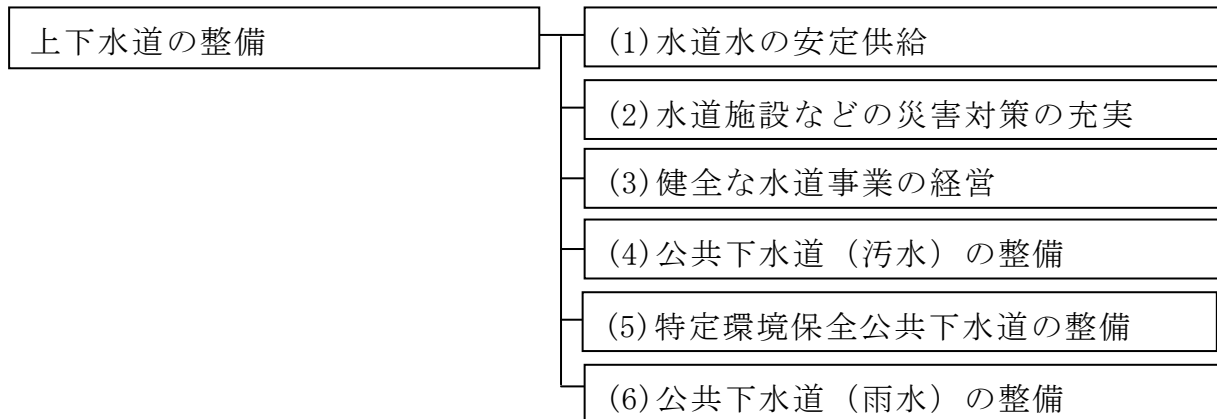 上下水道の整備
(1)水道水の安定供給
(2)水道施設などの災害対策の充実
(3)健全な水道事業の経営
(4)公共下水道（汚水）の整備
(5)特定環境保全公共下水道の整備
(6)公共下水道（雨水）の整備